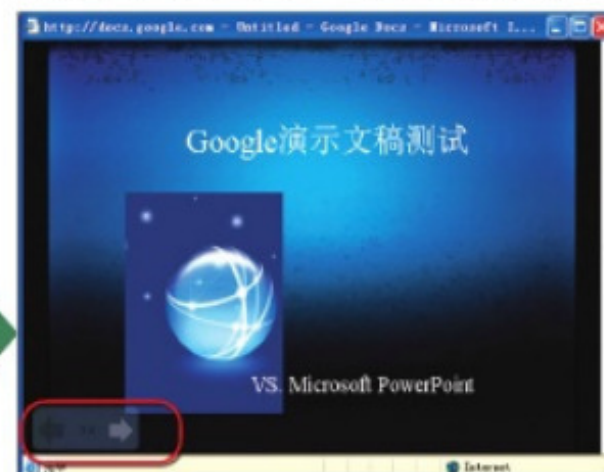 http://docs.google.com - Untitled - Google Docs - Microsoft I...
Google演示文稿测试
VS. Microsoft PowerPoint
Internet